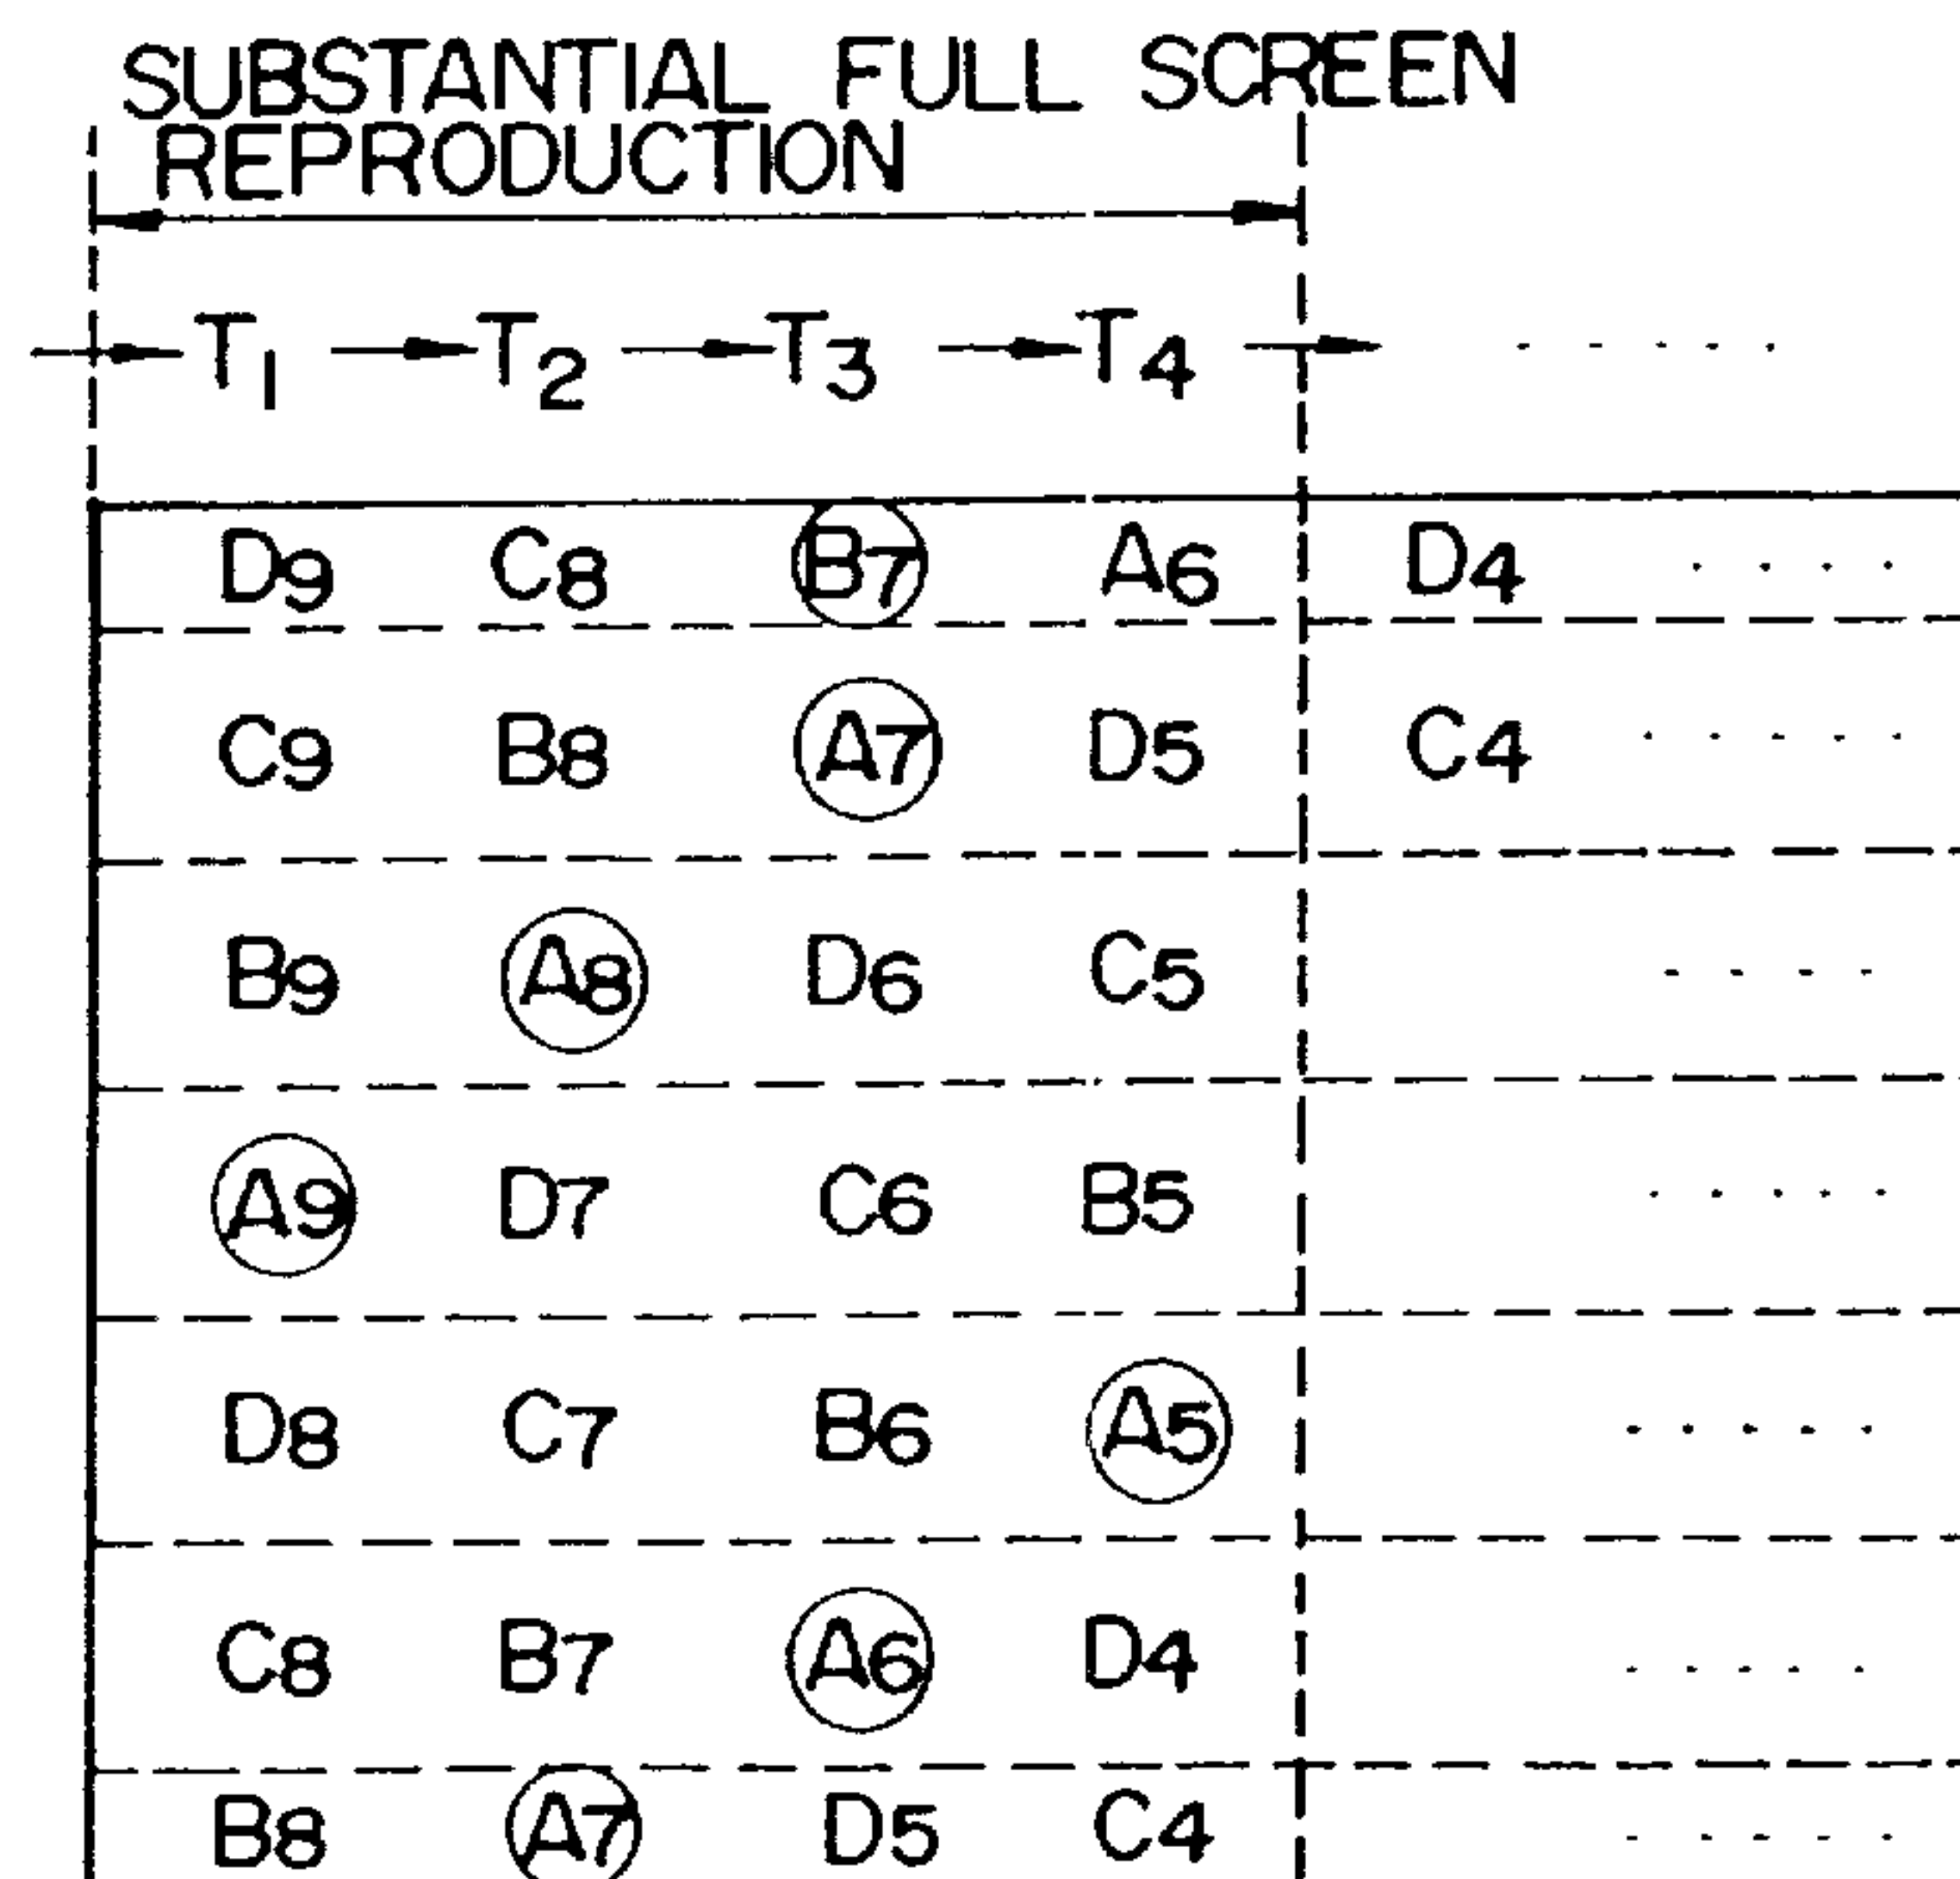 SUBSTANTIAL FULL SCREEN
REPRODUCTION
T1 T2 T3 T4 . . . . .
D9 C8 B7 A6 D4 . . . .
C9 B8 A7 D5 C4 . . . . .
B9 A8 D6 C5 . . . .
A9 D7 C6 B5 . . . . .
D8 C7 B6 A5 . . . . .
C8 B7 A6 D4 . . . . .
B8 A7 D5 C4 . . . . .